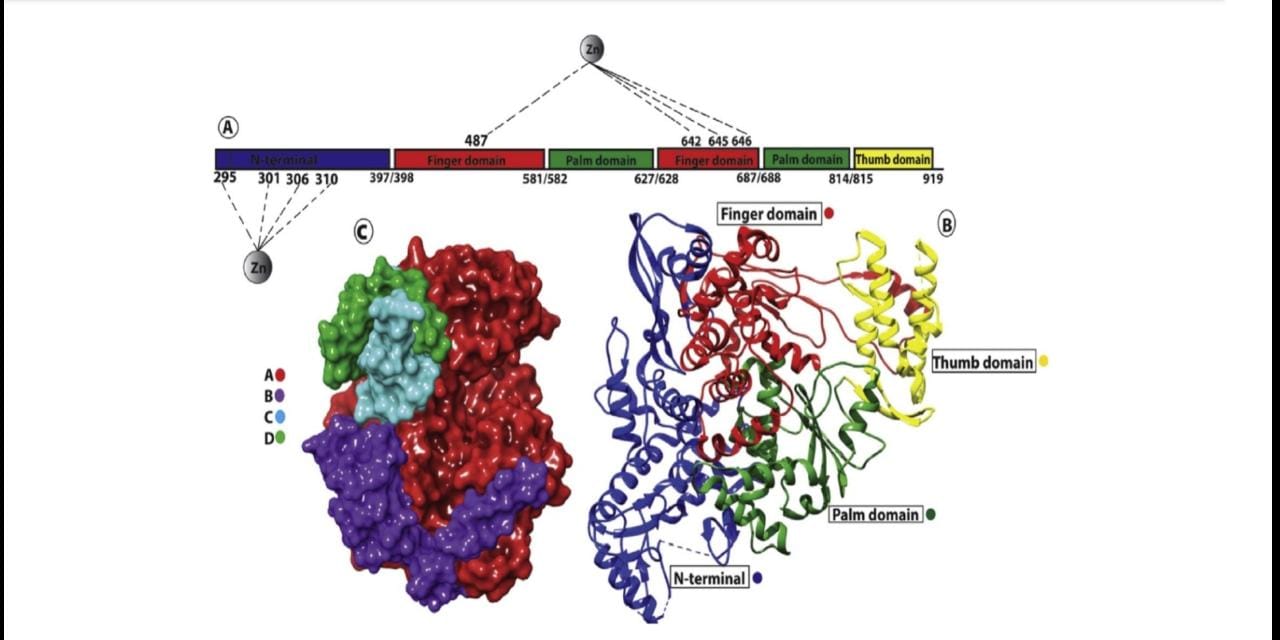 Zn
A
487
642 645 646
N-terminal
Finger domain
Palm domain
Finger domain
Palm domain
Thumb domain
295
301
306
310
397/398
581/582
627/628
687/688
814/815
919
Zn
C
Finger domain
B
A
B
C
D
Thumb domain
Palm domain
N-terminal